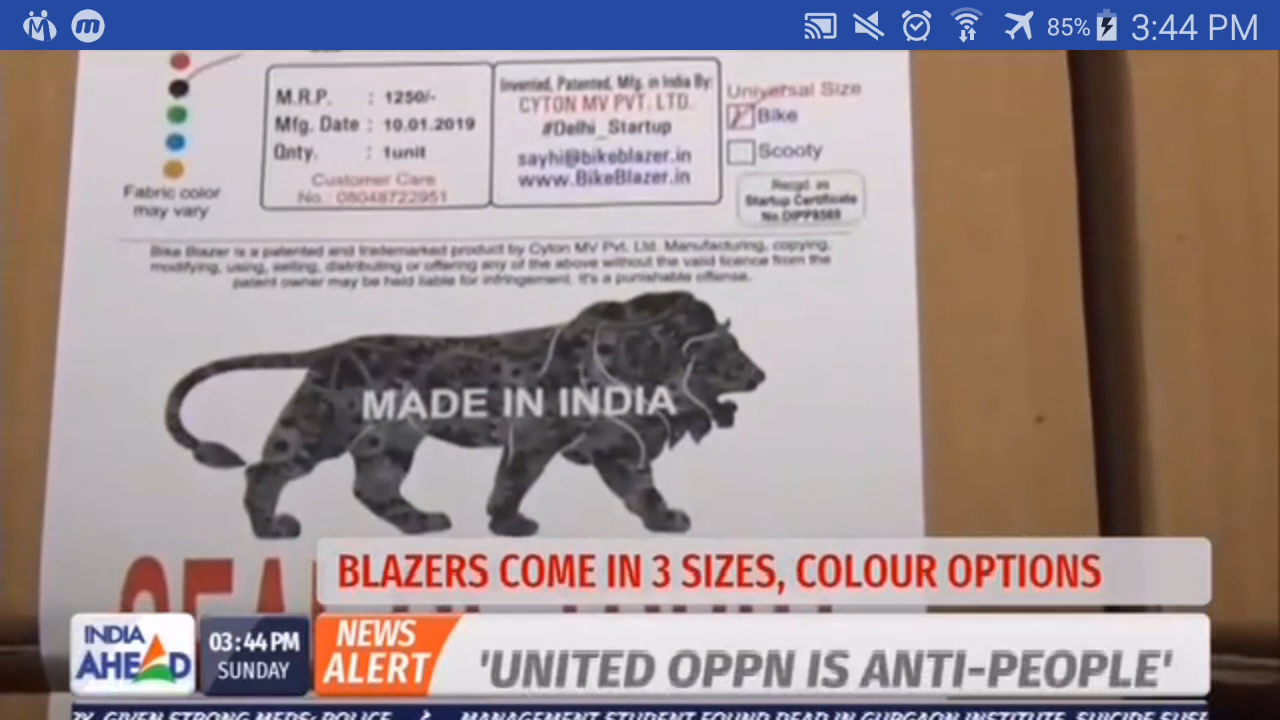 85% 3:44 PM
M.R.P. : 1250/-
Mfg. Date : 10.01.2019
Qnty. : 1unit
Customer Care
No.: 08048722951
Fabric color
may vary
Invented, Patented, Mfg. in India By:
CYTON MV PVT. LTD.
#Delhi_Startup
sayhi@bikeblazer.in
www.BikeBlazer.in
Universal Size
Bike
Scooty
Recgd. as
Startup Certificate
Bike Blazer is a patented and trademarked product by Cyton MV Pvt. Ltd. Manufacturing, copying,
modifying, using, selling, distributing or offering any of the above without the valid licence from the
patent owner may be held liable for infringement. It's a punishable offense.
MADE IN INDIA
BLAZERS COME IN 3 SIZES, COLOUR OPTIONS
INDIA
AHEAD
03:44 PM
SUNDAY
NEWS
ALERT
'UNITED OPPN IS ANTI-PEOPLE'
GIVEN STRONG MEDS: POLICE MANAGEMENT STUDENT FOUND DEAD IN GURGAON INSTITUTE, SUICIDE